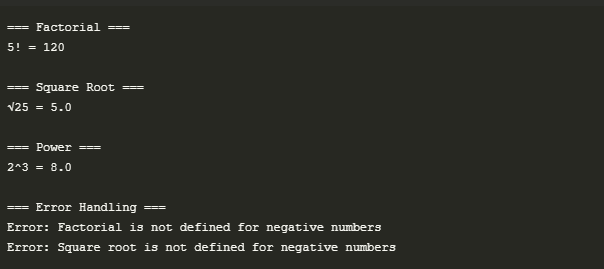 === Factorial ===
5! = 120
=== Square Root ===
√25 = 5.0
=== Power ===
2^3 = 8.0
=== Error Handling ===
Error: Factorial is not defined for negative numbers
Error: Square root is not defined for negative numbers